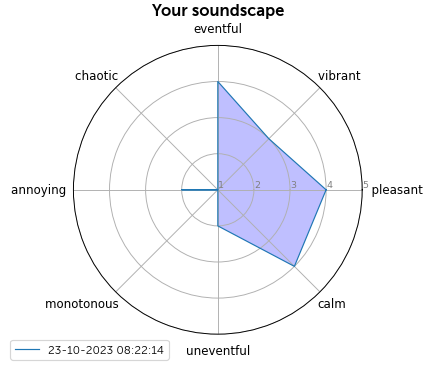 Your soundscape
eventful
chaotic
vibrant
annoying
1 2 3 4 5
pleasant
monotonous
calm
uneventful
23-10-2023 08:22:14